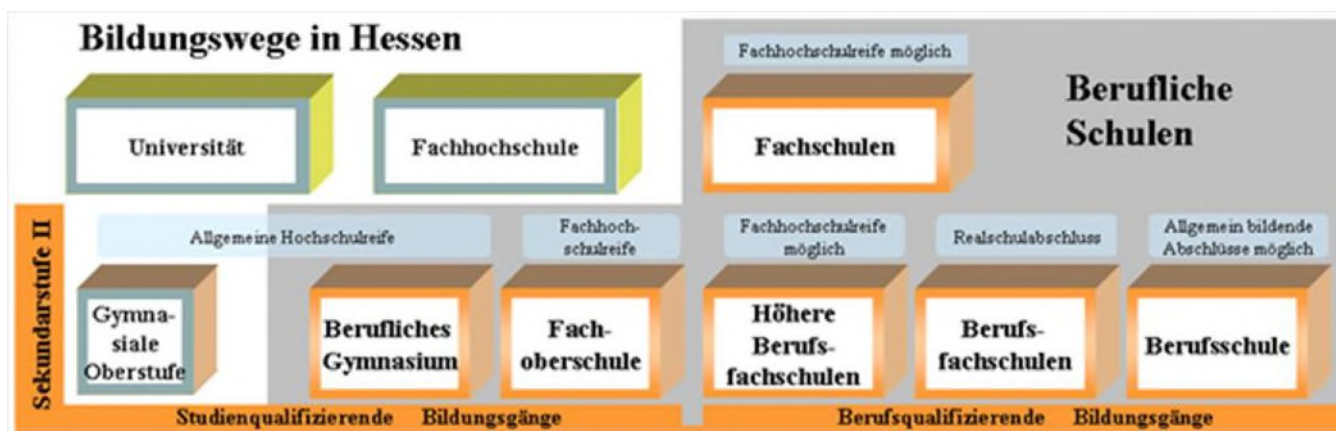 Bildungswege in Hessen
Fachhochschulreife möglich
Berufliche
Schulen
Universität
Fachhochschule
Fachschulen
Sekundarstufe II
Allgemeine Hochschulreife
Fachhoch-
schulreife
Fachhochschulreife
möglich
Realschulabschluss
Allgemein bildende
Abschlüsse möglich
Gymna-
siale
Oberstufe
Berufliches
Gymnasium
Fach-
oberschule
Höhere
Berufs-
fachschulen
Berufs-
fachschulen
Berufsschule
Studienqualifizierende Bildungsgänge
Berufsqualifizierende Bildungsgänge